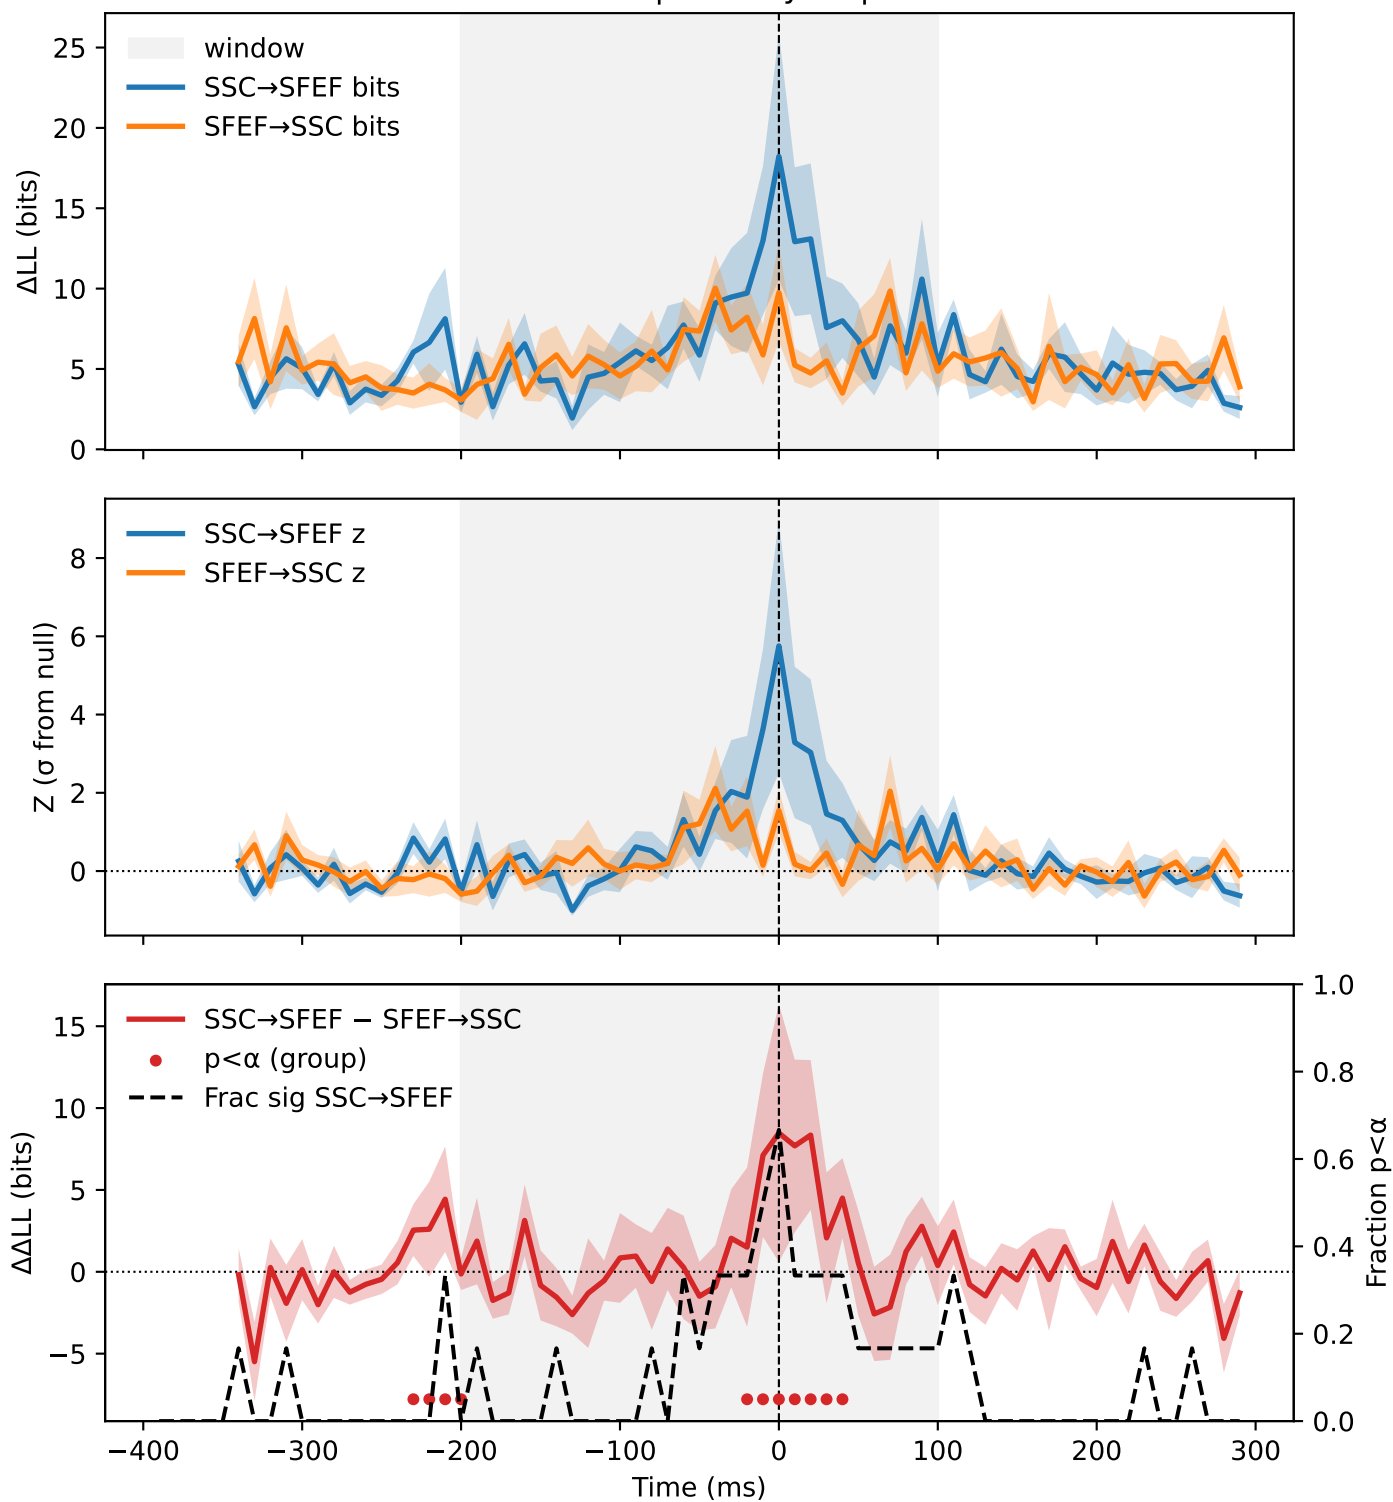 25
20
15
10
5
0
ΔLL (bits)
window
SSC→SFEF bits
SFEF→SSC bits
8
6
4
2
0
Z (σ from null)
SSC→SFEF z
SFEF→SSC z
15
10
5
0
−5
ΔΔLL (bits)
SSC→SFEF − SFEF→SSC
p<α (group)
Frac sig SSC→SFEF
1.0
0.8
0.6
0.4
0.2
0.0
Fraction p<α
−400 −300 −200 −100 0 100 200 300
Time (ms)